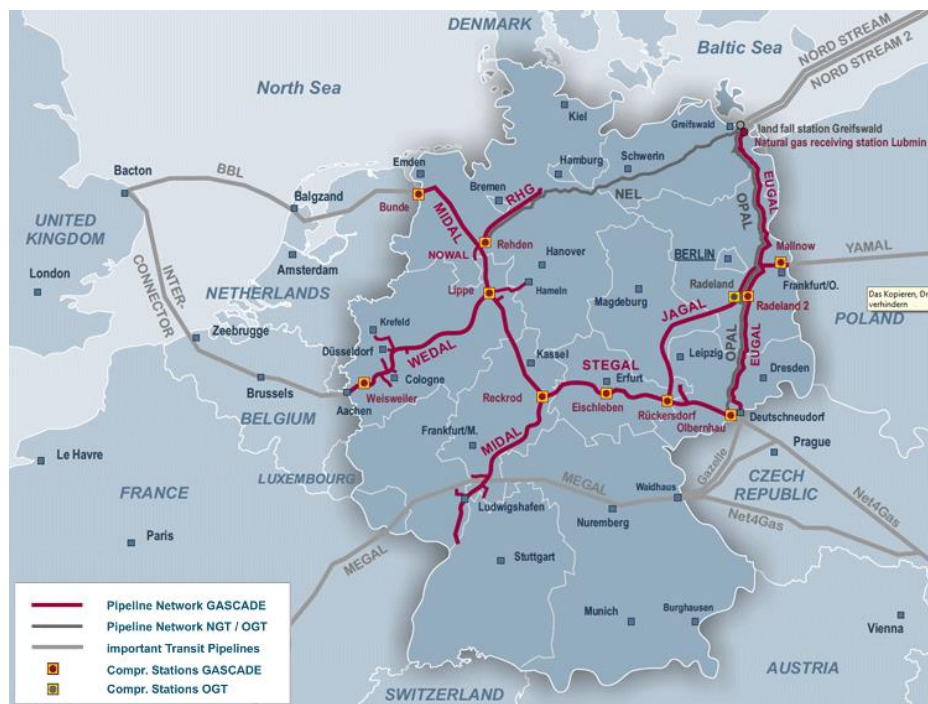 DENMARK
Baltic Sea
NORD STREAM
NORD STREAM 2
North Sea
Kiel
Greifswald
land fall station Greifswald
Natural gas receiving station Lubmin
Hamburg
Schwerin
Emden
Bremen
RHG
NEL
Bacton
BBL
Balgzand
Bunde
MIDAL
OPAL
EUGAL
UNITED
KINGDOM
INTER-
CONNECTOR
NOWAL
Rehden
Hanover
BERLIN
Mallnow
YAMAL
London
Amsterdam
NETHERLANDS
Lippe
Hameln
Magdeburg
Radeland
Frankfurt/O.
Das Kopieren, Dr
verhindern
Radeland 2
JAGAL
POLAND
Zeebrugge
Krefeld
Düsseldorf
WEDAL
Kassel
STEGAL
Leipzig
OPAL
EUGAL
Brussels
Cologne
Weisweiler
Aachen
Erfurt
Dresden
Reckrod
Eischleben
Rückersdorf
Olbernhau
Deutschneudorf
BELGIUM
Frankfurt/M.
MIDAL
Prague
Le Havre
LUXEMBOURG
MEGAL
Waidhaus
Gazelle
CZECH
REPUBLIC
Net4Gas
FRANCE
Ludwigshafen
Nuremberg
Net4Gas
Paris
MEGAL
Stuttgart
Munich
Burghausen
Vienna
AUSTRIA
SWITZERLAND
Pipeline Network GASCADE
Pipeline Network NGT / OGT
important Transit Pipelines
Compr. Stations GASCADE
Compr. Stations OGT